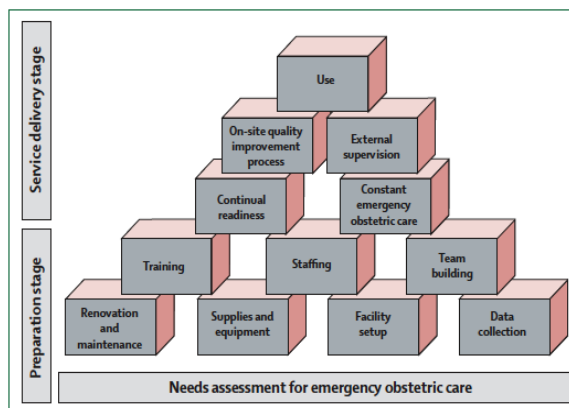 Service delivery stage
Use
On-site quality
improvement
process
External
supervision
Continual
readiness
Constant
emergency
obstetric care
Preparation stage
Training
Staffing
Team
building
Renovation
and
maintenance
Supplies and
equipment
Facility
setup
Data
collection
Needs assessment for emergency obstetric care